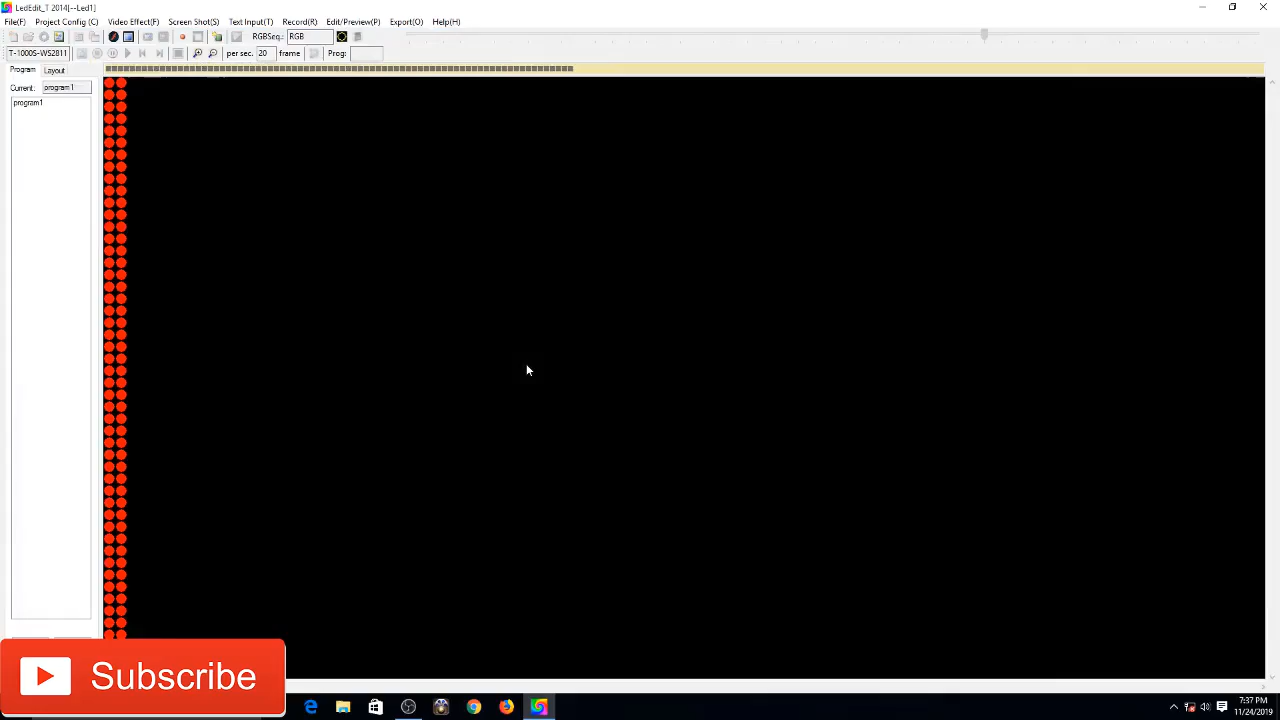 LedEdit_T 2014[--Led1]
File(F) Project Config (C) Video Effect(F) Screen Shot(S) Text Input(T) Record(R) Edit/Preview(P) Export(O) Help(H)
RGBSeq.: RGB
T-1000S-WS2811 per sec. 20 frame Prog:
Program Layout
Current: program1
program1
Subscribe
7:37 PM
11/24/2019